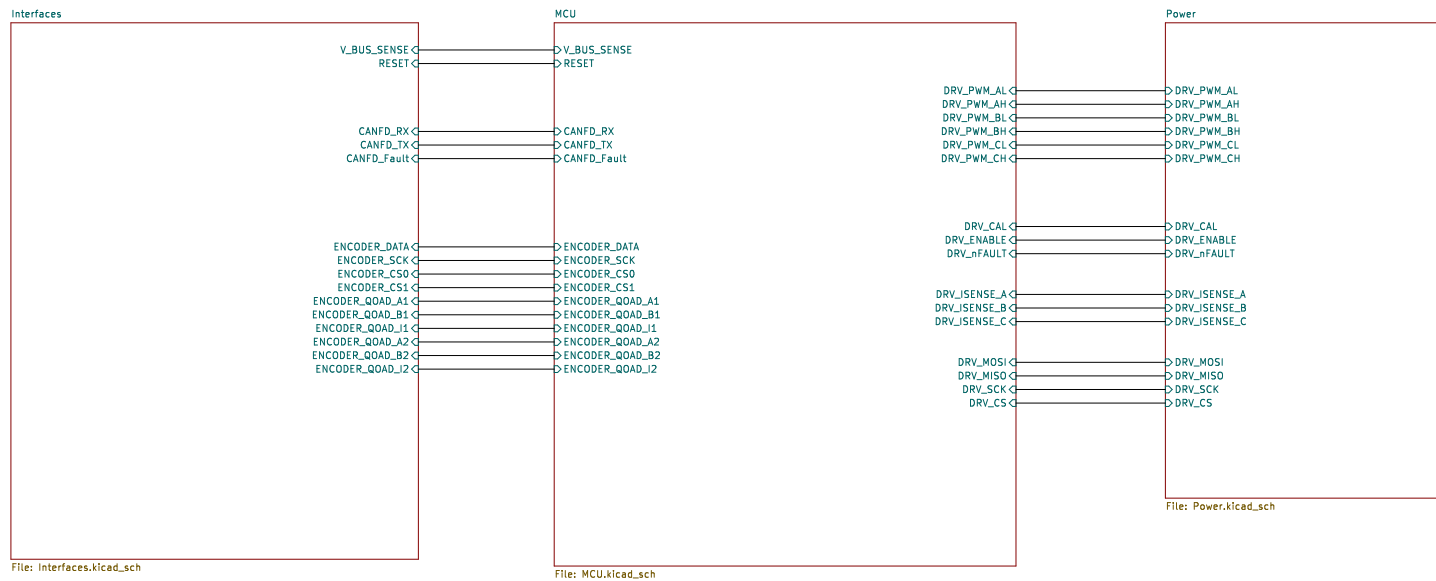 Interfaces
V_BUS_SENSE
RESET
CANFD_RX
CANFD_TX
CANFD_Fault
ENCODER_DATA
ENCODER_SCK
ENCODER_CS0
ENCODER_CS1
ENCODER_QOAD_A1
ENCODER_QOAD_B1
ENCODER_QOAD_I1
ENCODER_QOAD_A2
ENCODER_QOAD_B2
ENCODER_QOAD_I2
File: Interfaces.kicad_sch
MCU
V_BUS_SENSE
RESET
CANFD_RX
CANFD_TX
CANFD_Fault
ENCODER_DATA
ENCODER_SCK
ENCODER_CS0
ENCODER_CS1
ENCODER_QOAD_A1
ENCODER_QOAD_B1
ENCODER_QOAD_I1
ENCODER_QOAD_A2
ENCODER_QOAD_B2
ENCODER_QOAD_I2
DRV_PWM_AL
DRV_PWM_AH
DRV_PWM_BL
DRV_PWM_BH
DRV_PWM_CL
DRV_PWM_CH
DRV_CAL
DRV_ENABLE
DRV_nFAULT
DRV_ISENSE_A
DRV_ISENSE_B
DRV_ISENSE_C
DRV_MOSI
DRV_MISO
DRV_SCK
DRV_CS
File: MCU.kicad_sch
Power
DRV_PWM_AL
DRV_PWM_AH
DRV_PWM_BL
DRV_PWM_BH
DRV_PWM_CL
DRV_PWM_CH
DRV_CAL
DRV_ENABLE
DRV_nFAULT
DRV_ISENSE_A
DRV_ISENSE_B
DRV_ISENSE_C
DRV_MOSI
DRV_MISO
DRV_SCK
DRV_CS
File: Power.kicad_sch